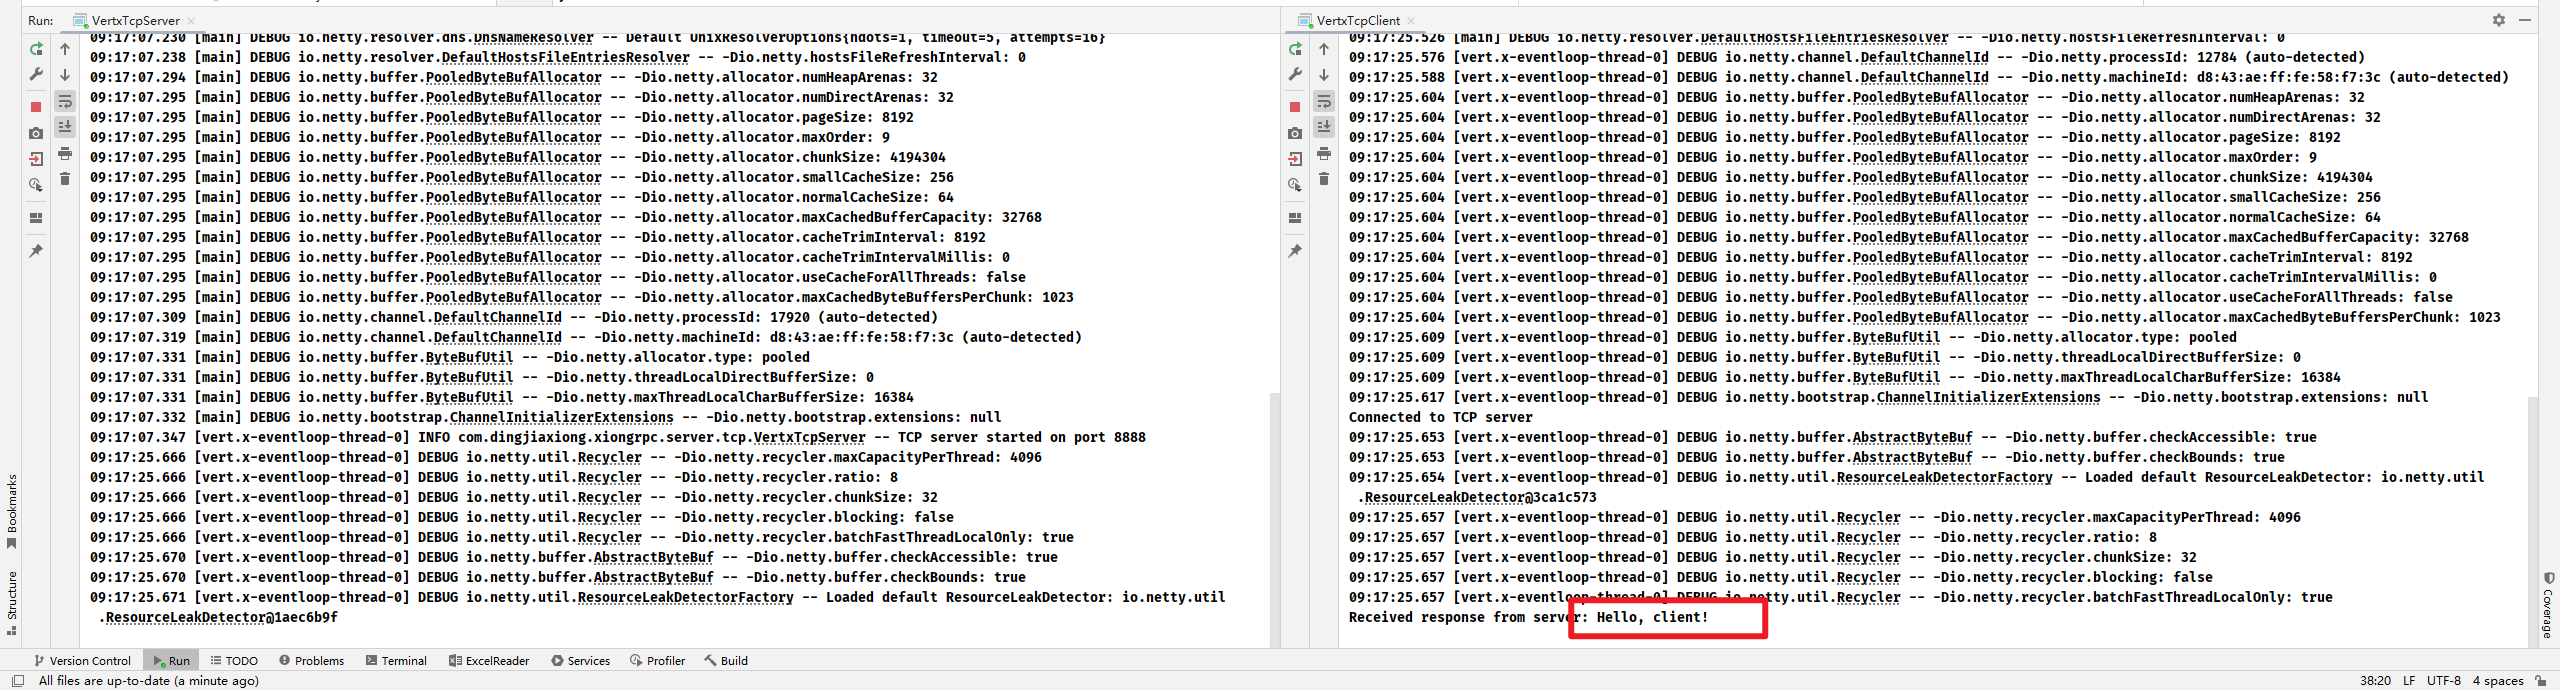 Run: VertxTcpServer
09:17:07.230 [main] DEBUG io.netty.resolver.dns.DnsNameResolver -- Default UnixResolverOptions{ndots=1, timeout=5, attempts=16}
09:17:07.238 [main] DEBUG io.netty.resolver.DefaultHostsFileEntriesResolver -- -Dio.netty.hostsFileRefreshInterval: 0
09:17:07.294 [main] DEBUG io.netty.buffer.PooledByteBufAllocator -- -Dio.netty.allocator.numHeapArenas: 32
09:17:07.295 [main] DEBUG io.netty.buffer.PooledByteBufAllocator -- -Dio.netty.allocator.numDirectArenas: 32
09:17:07.295 [main] DEBUG io.netty.buffer.PooledByteBufAllocator -- -Dio.netty.allocator.pageSize: 8192
09:17:07.295 [main] DEBUG io.netty.buffer.PooledByteBufAllocator -- -Dio.netty.allocator.maxOrder: 9
09:17:07.295 [main] DEBUG io.netty.buffer.PooledByteBufAllocator -- -Dio.netty.allocator.chunkSize: 4194304
09:17:07.295 [main] DEBUG io.netty.buffer.PooledByteBufAllocator -- -Dio.netty.allocator.smallCacheSize: 256
09:17:07.295 [main] DEBUG io.netty.buffer.PooledByteBufAllocator -- -Dio.netty.allocator.normalCacheSize: 64
09:17:07.295 [main] DEBUG io.netty.buffer.PooledByteBufAllocator -- -Dio.netty.allocator.maxCachedBufferCapacity: 32768
09:17:07.295 [main] DEBUG io.netty.buffer.PooledByteBufAllocator -- -Dio.netty.allocator.cacheTrimInterval: 8192
09:17:07.295 [main] DEBUG io.netty.buffer.PooledByteBufAllocator -- -Dio.netty.allocator.cacheTrimIntervalMillis: 0
09:17:07.295 [main] DEBUG io.netty.buffer.PooledByteBufAllocator -- -Dio.netty.allocator.useCacheForAllThreads: false
09:17:07.295 [main] DEBUG io.netty.buffer.PooledByteBufAllocator -- -Dio.netty.allocator.maxCachedByteBuffersPerChunk: 1023
09:17:07.309 [main] DEBUG io.netty.channel.DefaultChannelId -- -Dio.netty.processId: 17920 (auto-detected)
09:17:07.319 [main] DEBUG io.netty.channel.DefaultChannelId -- -Dio.netty.machineId: d8:43:ae:ff:fe:58:f7:3c (auto-detected)
09:17:07.331 [main] DEBUG io.netty.buffer.ByteBufUtil -- -Dio.netty.allocator.type: pooled
09:17:07.331 [main] DEBUG io.netty.buffer.ByteBufUtil -- -Dio.netty.threadLocalDirectBufferSize: 0
09:17:07.331 [main] DEBUG io.netty.buffer.ByteBufUtil -- -Dio.netty.maxThreadLocalCharBufferSize: 16384
09:17:07.332 [main] DEBUG io.netty.bootstrap.ChannelInitializerExtensions -- -Dio.netty.bootstrap.extensions: null
09:17:07.347 [vert.x-eventloop-thread-0] INFO com.dingjiaxiong.xiongrpc.server.tcp.VertxTcpServer -- TCP server started on port 8888
09:17:25.666 [vert.x-eventloop-thread-0] DEBUG io.netty.util.Recycler -- -Dio.netty.recycler.maxCapacityPerThread: 4096
09:17:25.666 [vert.x-eventloop-thread-0] DEBUG io.netty.util.Recycler -- -Dio.netty.recycler.ratio: 8
09:17:25.666 [vert.x-eventloop-thread-0] DEBUG io.netty.util.Recycler -- -Dio.netty.recycler.chunkSize: 32
09:17:25.666 [vert.x-eventloop-thread-0] DEBUG io.netty.util.Recycler -- -Dio.netty.recycler.blocking: false
09:17:25.666 [vert.x-eventloop-thread-0] DEBUG io.netty.util.Recycler -- -Dio.netty.recycler.batchFastThreadLocalOnly: true
09:17:25.670 [vert.x-eventloop-thread-0] DEBUG io.netty.buffer.AbstractByteBuf -- -Dio.netty.buffer.checkAccessible: true
09:17:25.670 [vert.x-eventloop-thread-0] DEBUG io.netty.buffer.AbstractByteBuf -- -Dio.netty.buffer.checkBounds: true
09:17:25.671 [vert.x-eventloop-thread-0] DEBUG io.netty.util.ResourceLeakDetectorFactory -- Loaded default ResourceLeakDetector: io.netty.util
.ResourceLeakDetector@1aec6b9f
VertxTcpClient
09:17:25.526 [main] DEBUG io.netty.resolver.DefaultHostsFileEntriesResolver -- -Dio.netty.hostsFileRefreshInterval: 0
09:17:25.576 [vert.x-eventloop-thread-0] DEBUG io.netty.channel.DefaultChannelId -- -Dio.netty.processId: 12784 (auto-detected)
09:17:25.588 [vert.x-eventloop-thread-0] DEBUG io.netty.channel.DefaultChannelId -- -Dio.netty.machineId: d8:43:ae:ff:fe:58:f7:3c (auto-detected)
09:17:25.604 [vert.x-eventloop-thread-0] DEBUG io.netty.buffer.PooledByteBufAllocator -- -Dio.netty.allocator.numHeapArenas: 32
09:17:25.604 [vert.x-eventloop-thread-0] DEBUG io.netty.buffer.PooledByteBufAllocator -- -Dio.netty.allocator.numDirectArenas: 32
09:17:25.604 [vert.x-eventloop-thread-0] DEBUG io.netty.buffer.PooledByteBufAllocator -- -Dio.netty.allocator.pageSize: 8192
09:17:25.604 [vert.x-eventloop-thread-0] DEBUG io.netty.buffer.PooledByteBufAllocator -- -Dio.netty.allocator.maxOrder: 9
09:17:25.604 [vert.x-eventloop-thread-0] DEBUG io.netty.buffer.PooledByteBufAllocator -- -Dio.netty.allocator.chunkSize: 4194304
09:17:25.604 [vert.x-eventloop-thread-0] DEBUG io.netty.buffer.PooledByteBufAllocator -- -Dio.netty.allocator.smallCacheSize: 256
09:17:25.604 [vert.x-eventloop-thread-0] DEBUG io.netty.buffer.PooledByteBufAllocator -- -Dio.netty.allocator.normalCacheSize: 64
09:17:25.604 [vert.x-eventloop-thread-0] DEBUG io.netty.buffer.PooledByteBufAllocator -- -Dio.netty.allocator.maxCachedBufferCapacity: 32768
09:17:25.604 [vert.x-eventloop-thread-0] DEBUG io.netty.buffer.PooledByteBufAllocator -- -Dio.netty.allocator.cacheTrimInterval: 8192
09:17:25.604 [vert.x-eventloop-thread-0] DEBUG io.netty.buffer.PooledByteBufAllocator -- -Dio.netty.allocator.cacheTrimIntervalMillis: 0
09:17:25.604 [vert.x-eventloop-thread-0] DEBUG io.netty.buffer.PooledByteBufAllocator -- -Dio.netty.allocator.useCacheForAllThreads: false
09:17:25.604 [vert.x-eventloop-thread-0] DEBUG io.netty.buffer.PooledByteBufAllocator -- -Dio.netty.allocator.maxCachedByteBuffersPerChunk: 1023
09:17:25.609 [vert.x-eventloop-thread-0] DEBUG io.netty.buffer.ByteBufUtil -- -Dio.netty.allocator.type: pooled
09:17:25.609 [vert.x-eventloop-thread-0] DEBUG io.netty.buffer.ByteBufUtil -- -Dio.netty.threadLocalDirectBufferSize: 0
09:17:25.609 [vert.x-eventloop-thread-0] DEBUG io.netty.buffer.ByteBufUtil -- -Dio.netty.maxThreadLocalCharBufferSize: 16384
09:17:25.617 [vert.x-eventloop-thread-0] DEBUG io.netty.bootstrap.ChannelInitializerExtensions -- -Dio.netty.bootstrap.extensions: null
Connected to TCP server
09:17:25.653 [vert.x-eventloop-thread-0] DEBUG io.netty.buffer.AbstractByteBuf -- -Dio.netty.buffer.checkAccessible: true
09:17:25.653 [vert.x-eventloop-thread-0] DEBUG io.netty.buffer.AbstractByteBuf -- -Dio.netty.buffer.checkBounds: true
09:17:25.654 [vert.x-eventloop-thread-0] DEBUG io.netty.util.ResourceLeakDetectorFactory -- Loaded default ResourceLeakDetector: io.netty.util
.ResourceLeakDetector@3ca1c573
09:17:25.657 [vert.x-eventloop-thread-0] DEBUG io.netty.util.Recycler -- -Dio.netty.recycler.maxCapacityPerThread: 4096
09:17:25.657 [vert.x-eventloop-thread-0] DEBUG io.netty.util.Recycler -- -Dio.netty.recycler.ratio: 8
09:17:25.657 [vert.x-eventloop-thread-0] DEBUG io.netty.util.Recycler -- -Dio.netty.recycler.chunkSize: 32
09:17:25.657 [vert.x-eventloop-thread-0] DEBUG io.netty.util.Recycler -- -Dio.netty.recycler.blocking: false
09:17:25.657 [vert.x-eventloop-thread-0] DEBUG io.netty.util.Recycler -- -Dio.netty.recycler.batchFastThreadLocalOnly: true
Received response from server: Hello, client!
Bookmarks
Structure
Coverage
Version Control Run TODO Problems Terminal ExcelReader Services Profiler Build
All files are up-to-date (a minute ago) 38:20 LF UTF-8 4 spaces